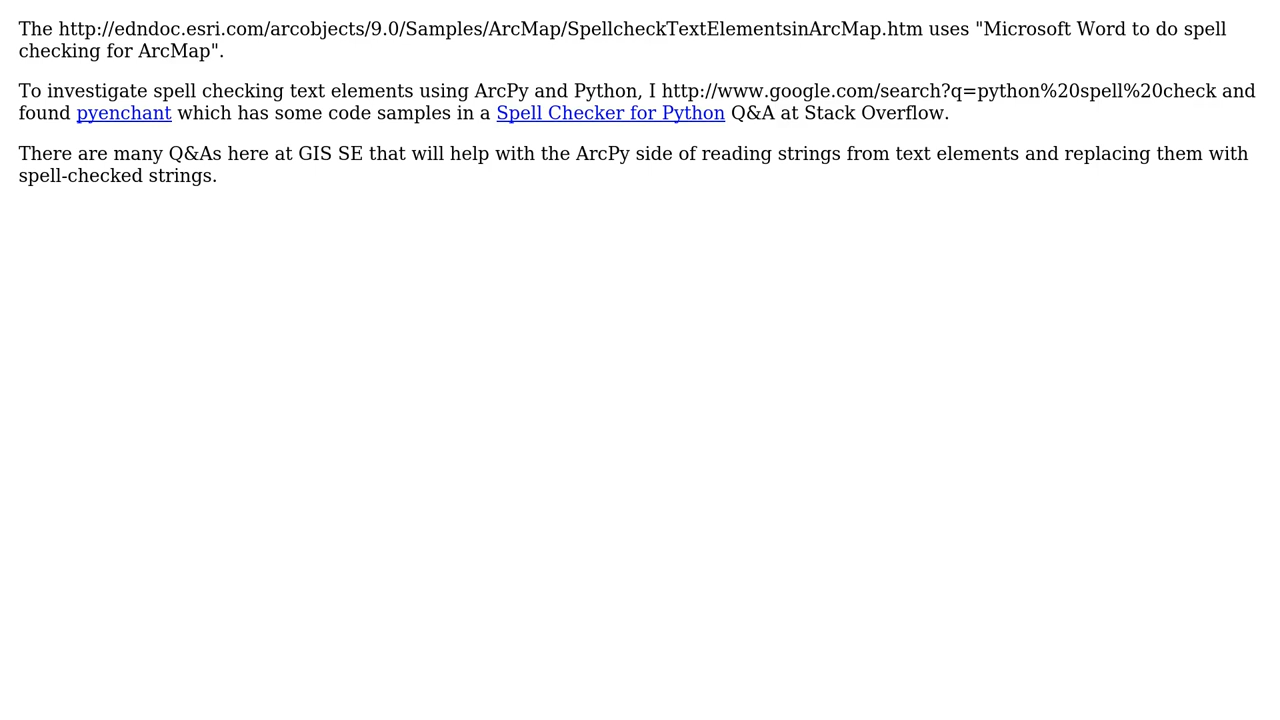 The http://edndoc.esri.com/arcobjects/9.0/Samples/ArcMap/SpellcheckTextElementsinArcMap.htm uses "Microsoft Word to do spell
checking for ArcMap".
To investigate spell checking text elements using ArcPy and Python, I http://www.google.com/search?q=python%20spell%20check and
found pyenchant which has some code samples in a Spell Checker for Python Q&A at Stack Overflow.
There are many Q&As here at GIS SE that will help with the ArcPy side of reading strings from text elements and replacing them with
spell-checked strings.